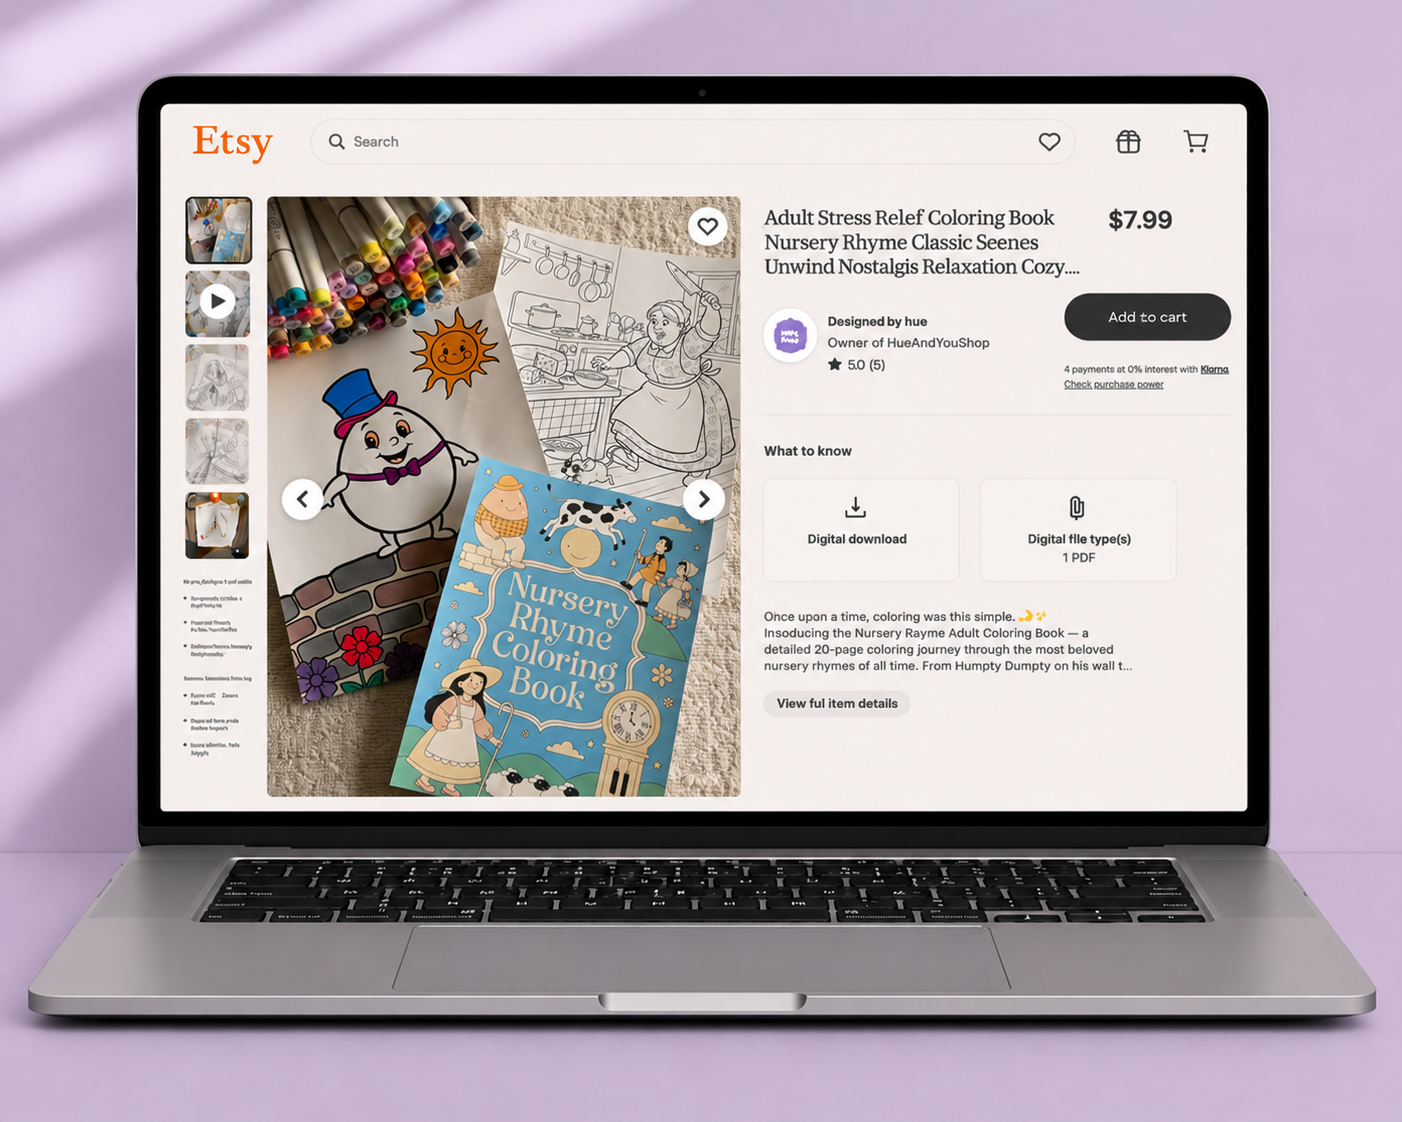 Etsy
Search
Adult Stress Relef Coloring Book
Nursery Rhyme Classic Seenes
Unwind Nostalgis Relaxation Cozy....
$7.99
Add to cart
Designed by hue
Owner of HueAndYouShop
5.0 (5)
4 payments at 0% interest with Klarna.
Check purchase power
What to know
Digital download
Digital flle type(s)
1 PDF
Once upon a time, coloring was this simple.
Insoducing the Nursery Rayme Adult Coloring Book — a
detailed 20-page coloring journey through the most beloved
nursery rhymes of all time. From Humpty Dumpty on his wall t...
View ful item details
Nursery
Rhyme
Coloring
Book